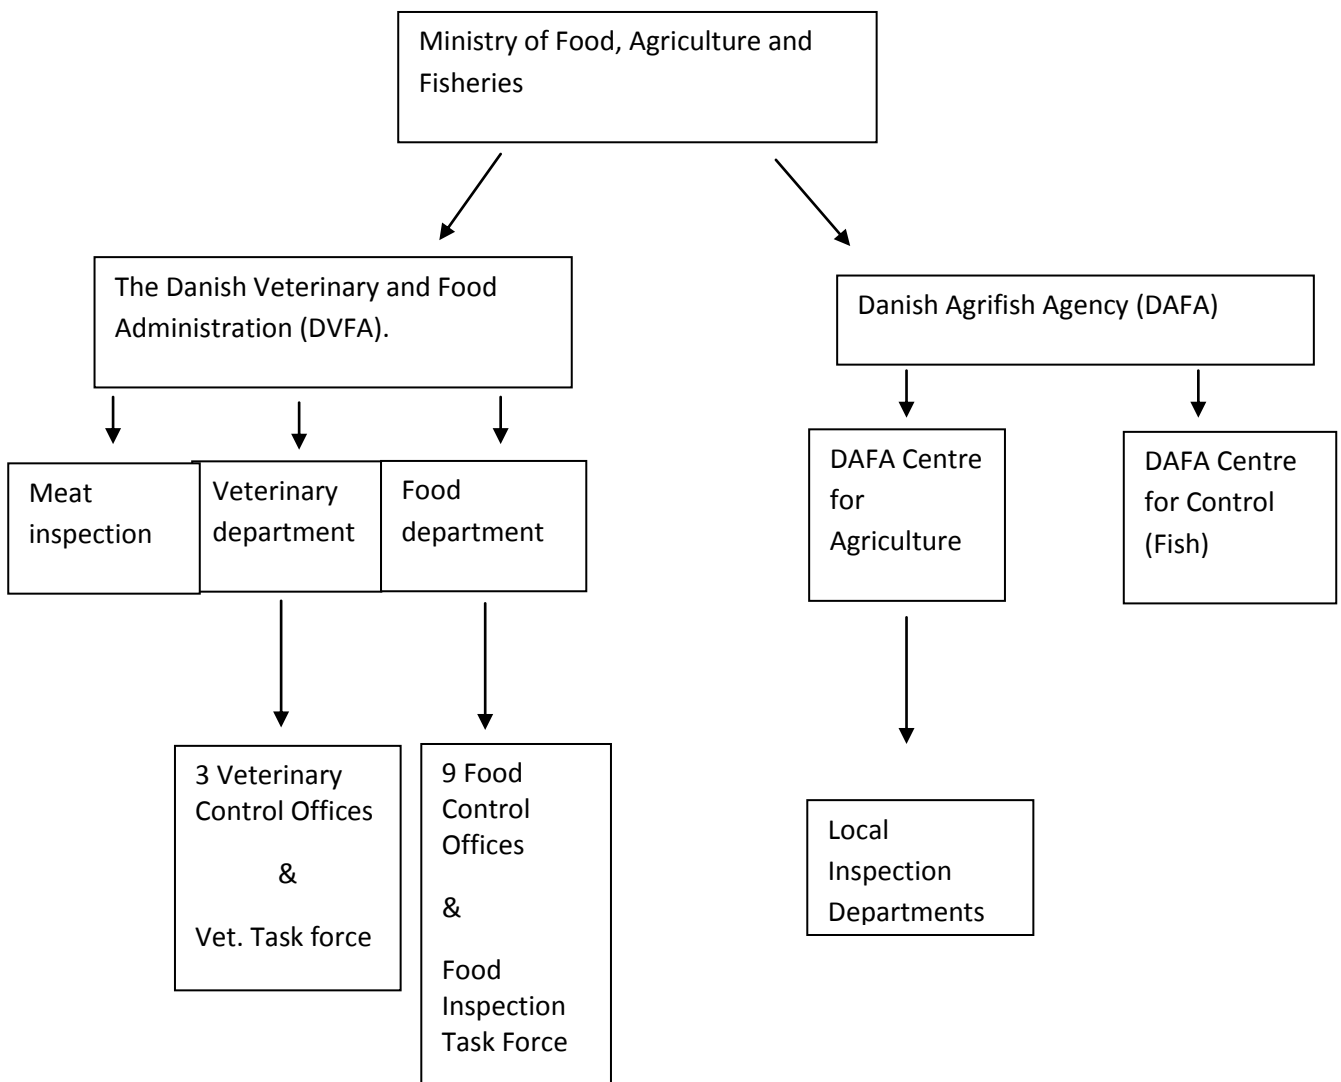 Ministry of Food, Agriculture and
Fisheries
The Danish Veterinary and Food
Administration (DVFA).
Danish Agrifish Agency (DAFA)
Meat
inspection
Veterinary
department
Food
department
DAFA Centre
for
Agriculture
DAFA Centre
for Control
(Fish)
3 Veterinary
Control Offices
&
Vet. Task force
9 Food
Control
Offices
&
Food
Inspection
Task Force
Local
Inspection
Departments